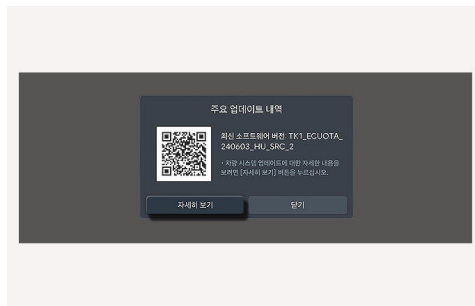 주요 업데이트 내역
최신 소프트웨어 버전: TK1_ECUOTA_
240603_HU_SRC_2
• 차량 시스템 업데이트에 대한 자세한 내용을
보려면 [자세히 보기] 버튼을 누르십시오.
자세히 보기
닫기